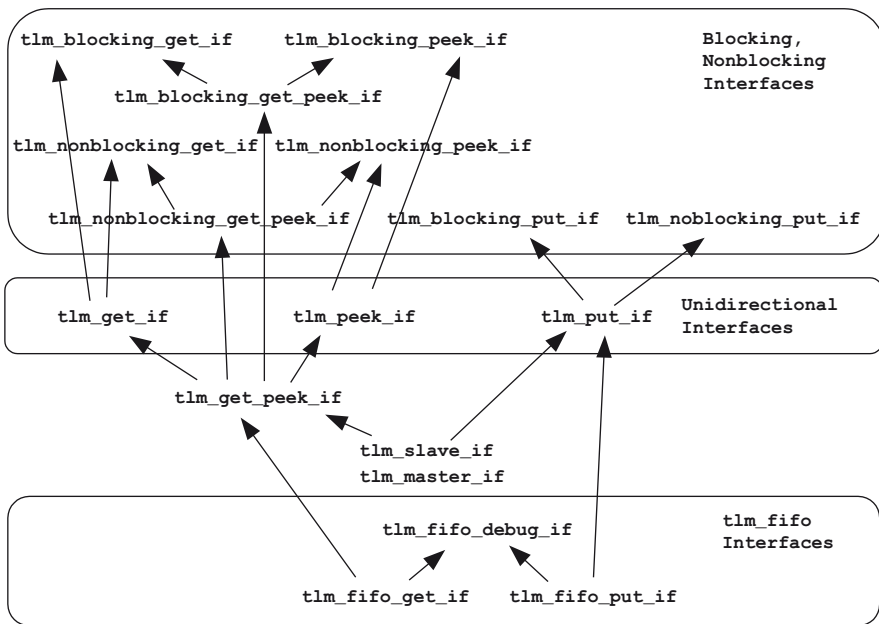 tlm_blocking_get_if
tlm_blocking_peek_if
Blocking,
Nonblocking
Interfaces
tlm_blocking_get_peek_if
tlm_nonblocking_get_if
tlm_nonblocking_peek_if
tlm_nonblocking_get_peek_if
tlm_blocking_put_if
tlm_noblocking_put_if
tlm_get_if
tlm_peek_if
tlm_put_if
Unidirectional
Interfaces
tlm_get_peek_if
tlm_slave_if
tlm_master_if
tlm_fifo_debug_if
tlm_fifo
Interfaces
tlm_fifo_get_if
tlm_fifo_put_if